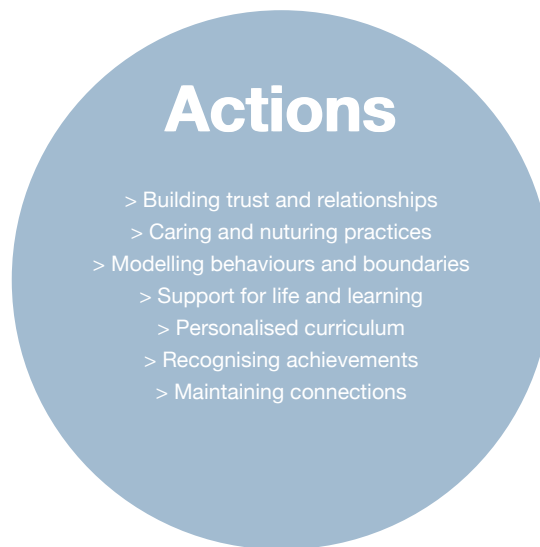 Actions
> Building trust and relationships
> Caring and nuturing practices
> Modelling behaviours and boundaries
> Support for life and learning
> Personalised curriculum
> Recognising achievements
> Maintaining connections